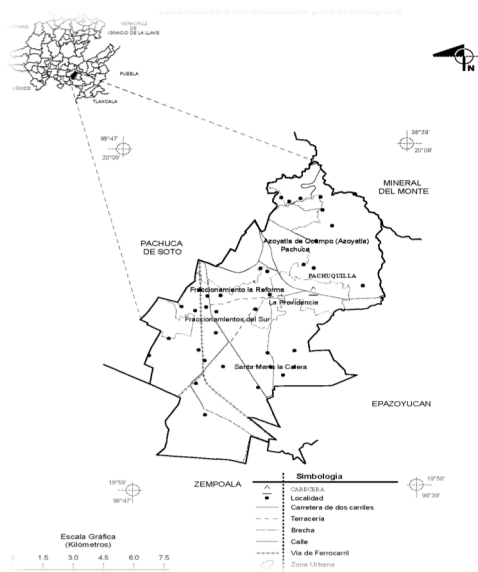 Localidades e Infraestructura para el Transporte
VERACRUZ
DE
IGNACIO DE LA LLAVE
PUEBLA
MÉXICO
TLAXCALA
N
98°47'
20°09'
98°39'
20°09'
MINERAL
DEL MONTE
PACHUCA
DE SOTO
Azoyatla de Ocampo (Azoyatla)
Pachuca
PACHUQUILLA
Fraccionamiento la Reforma
La Providencia
Fraccionamientos del Sur
Santa María la Calera
EPAZOYUCAN
ZEMPOALA
19°56'
98°47'
19°56'
98°39'
Simbología
CABECERA
Localidad
Carretera de dos carriles
Terracería
Brecha
Calle
Vía de Ferrocarril
Zona Urbana
Escala Gráfica
(Kilómetros)
0 1.5 3.0 4.5 6.0 7.5